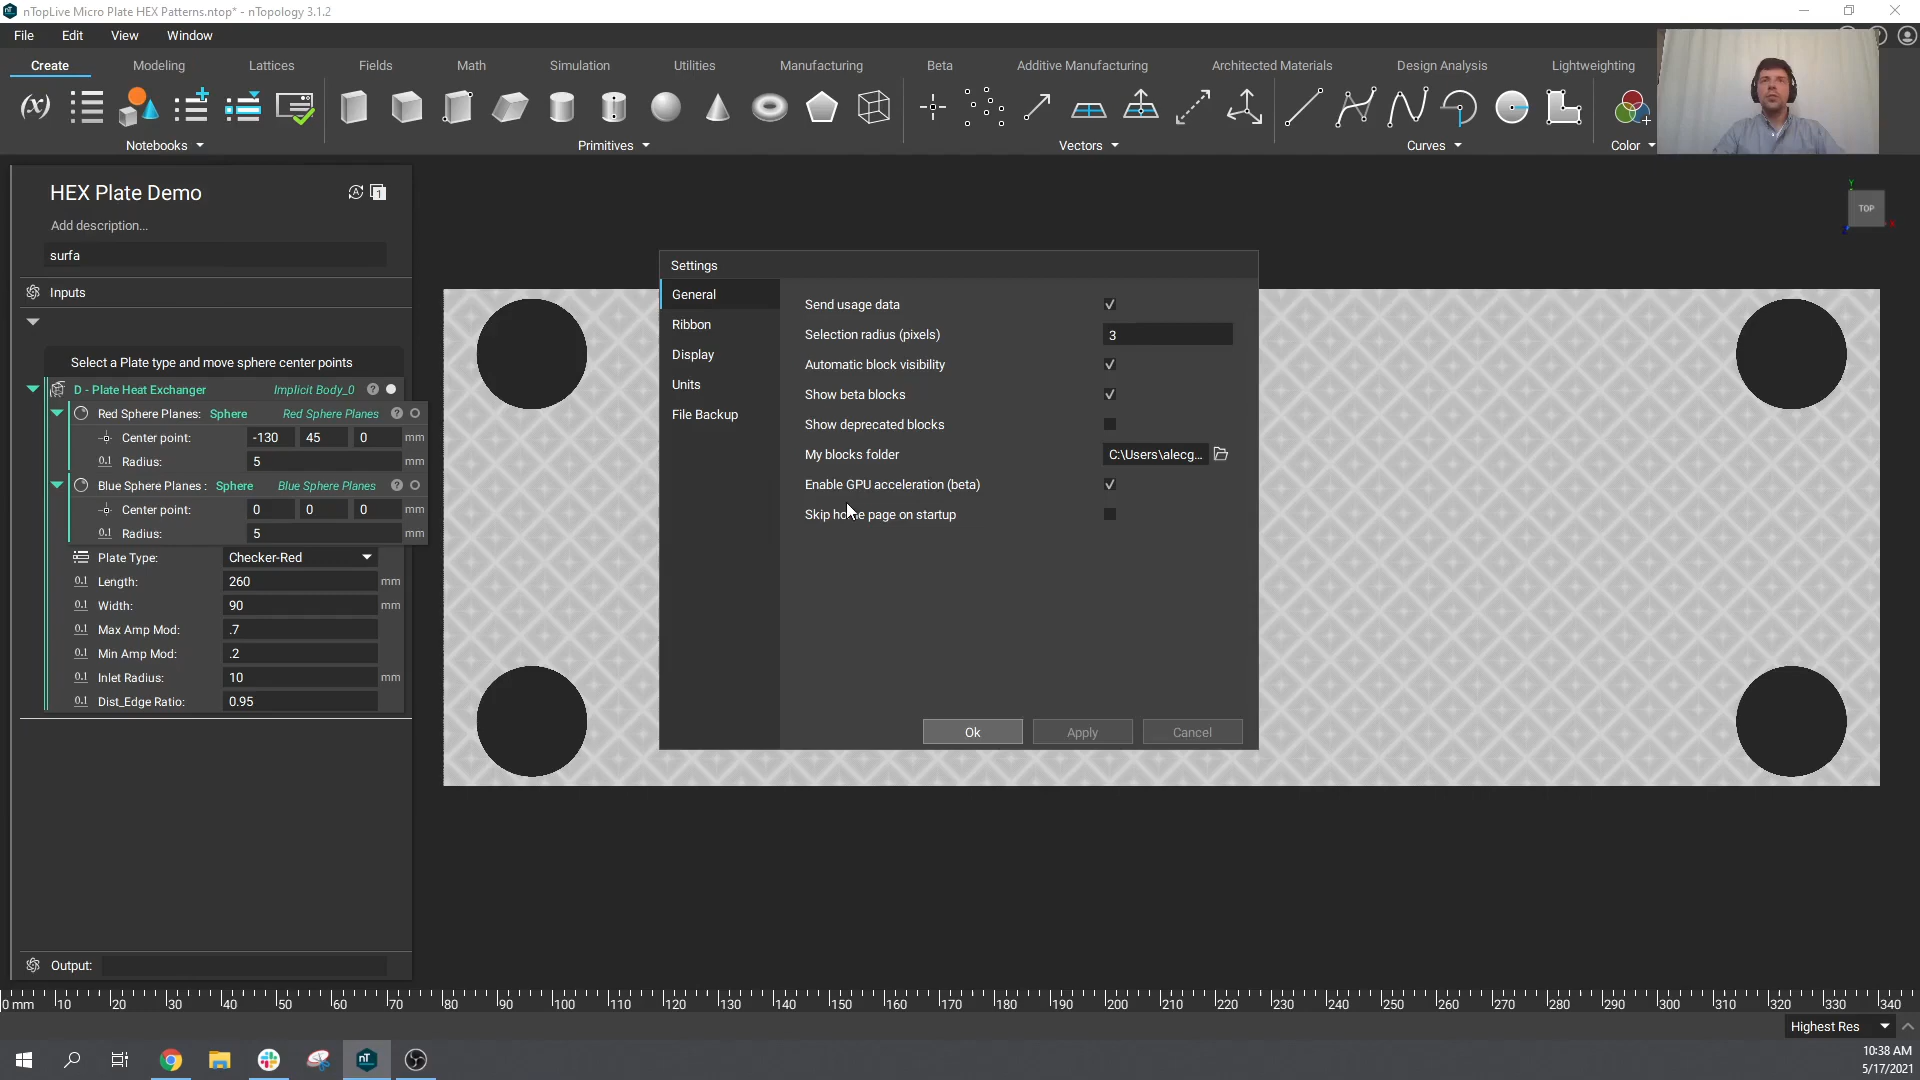 nTopLive Micro Plate HEX Patterns.ntop* - nTopology 3.1.2
File Edit View Window
Create Modeling Lattices Fields Math Simulation Utilities Manufacturing Beta Additive Manufacturing Architected Materials Design Analysis Lightweighting
Notebooks Primitives Vectors Curves Color
HEX Plate Demo
Add description...
surfa
Inputs
Select a Plate type and move sphere center points
D - Plate Heat Exchanger Implicit Body_0
Red Sphere Planes: Sphere Red Sphere Planes
Center point: -130 45 0 mm
Radius: 5 mm
Blue Sphere Planes : Sphere Blue Sphere Planes
Center point: 0 0 0 mm
Radius: 5 mm
Plate Type: Checker-Red
Length: 260 mm
Width: 90 mm
Max Amp Mod: .7
Min Amp Mod: .2
Inlet Radius: 10 mm
Dist_Edge Ratio: 0.95
Output:
Settings
General
Ribbon
Display
Units
File Backup
Send usage data
Selection radius (pixels) 3
Automatic block visibility
Show beta blocks
Show deprecated blocks
My blocks folder C:\Users\alecg...
Enable GPU acceleration (beta)
Skip home page on startup
Ok Apply Cancel
Y
TOP
0 mm 10 20 30 40 50 60 70 80 90 100 110 120 130 140 150 160 170 180 190 200 210 220 230 240 250 260 270 280 290 300 310 320 330 340
Highest Res
nT
10:38 AM
5/17/2021